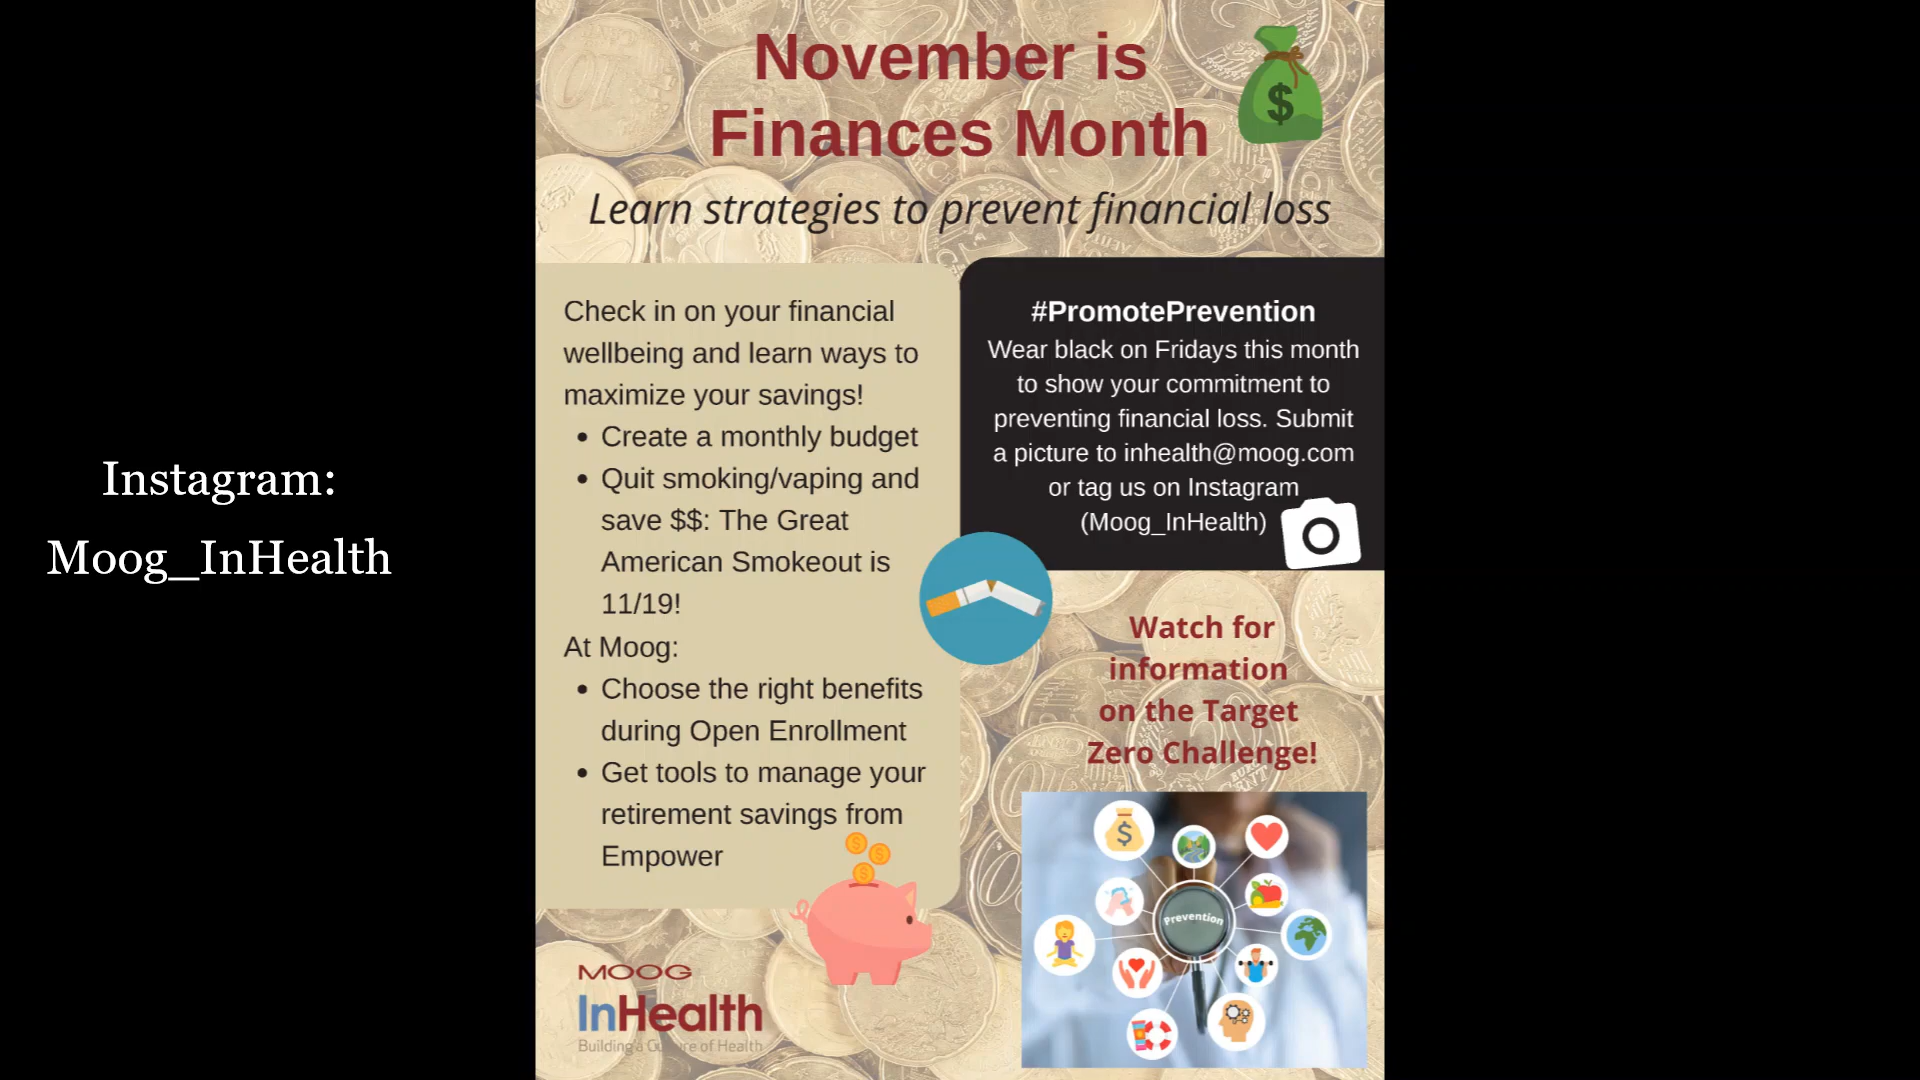 November is
Finances Month
$
Learn strategies to prevent financial loss
Instagram:
Moog_InHealth
Check in on your financial
wellbeing and learn ways to
maximize your savings!
• Create a monthly budget
• Quit smoking/vaping and
save $$: The Great
American Smokeout is
11/19!
At Moog:
• Choose the right benefits
during Open Enrollment
• Get tools to manage your
retirement savings from
Empower
#PromotePrevention
Wear black on Fridays this month
to show your commitment to
preventing financial loss. Submit
a picture to inhealth@moog.com
or tag us on Instagram
(Moog_InHealth)
Watch for
information
on the Target
Zero Challenge!
$
Prevention
MOOG
InHealth
Building a Culture of Health